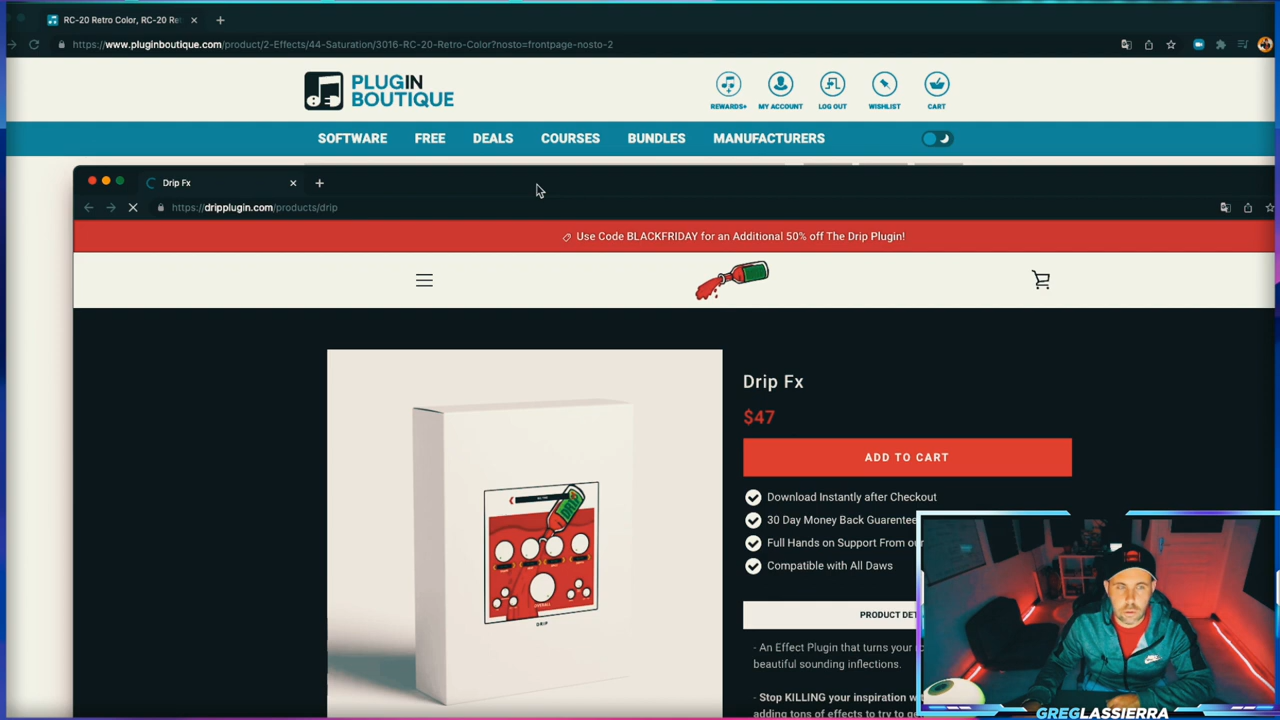 RC-20 Retro Color, RC-20 Re
https://www.pluginboutique.com/product/2-Effects/44-Saturation/3016-RC-20-Retro-Color?nosto=frontpage-nosto-2
PLUGIN
BOUTIQUE
REWARDS+ MY ACCOUNT LOG OUT WISHLIST CART
SOFTWARE FREE DEALS COURSES BUNDLES MANUFACTURERS
Drip Fx
https://dripplugin.com/products/drip
Use Code BLACKFRIDAY for an Additional 50% off The Drip Plugin!
Drip Fx
$47
ADD TO CART
Download Instantly after Checkout
30 Day Money Back Guarentee
Full Hands on Support From ou
Compatible with All Daws
PRODUCT DET
- An Effect Plugin that turns your
beautiful sounding inflections.
- Stop KILLING your inspiration w
adding tons of effects to try to g
DRIP
DRIP
GREGLASSIERRA